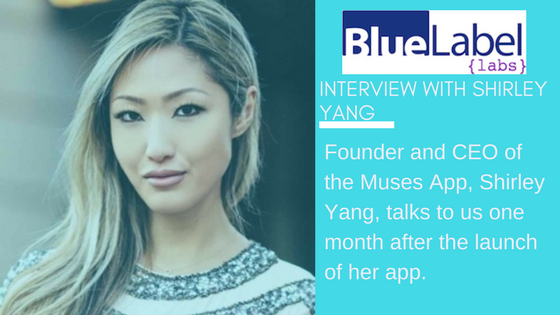 BlueLabel
{labs}
INTERVIEW WITH SHIRLEY
YANG
Founder and CEO of
the Muses App, Shirley
Yang, talks to us one
month after the launch
of her app.